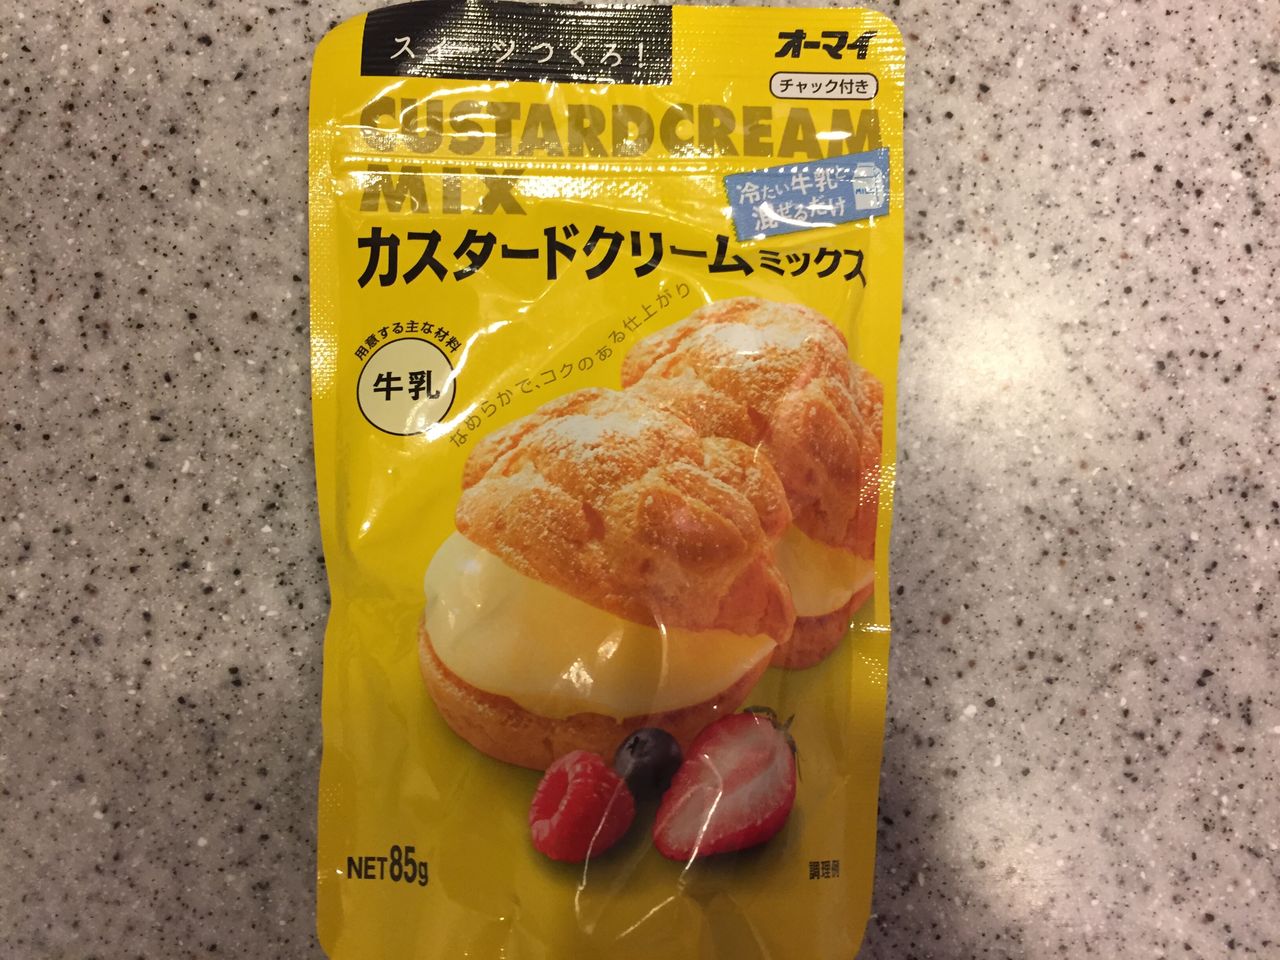 スイーツつくろ!
オーマイ
チャック付き
CUSTARDCREAM
MIX
冷たい牛乳と
混ぜるだけ
MILK
カスタードクリームミックス
用意する主な材料
牛乳
なめらかで、コクのある仕上がり
NET85g
調理例